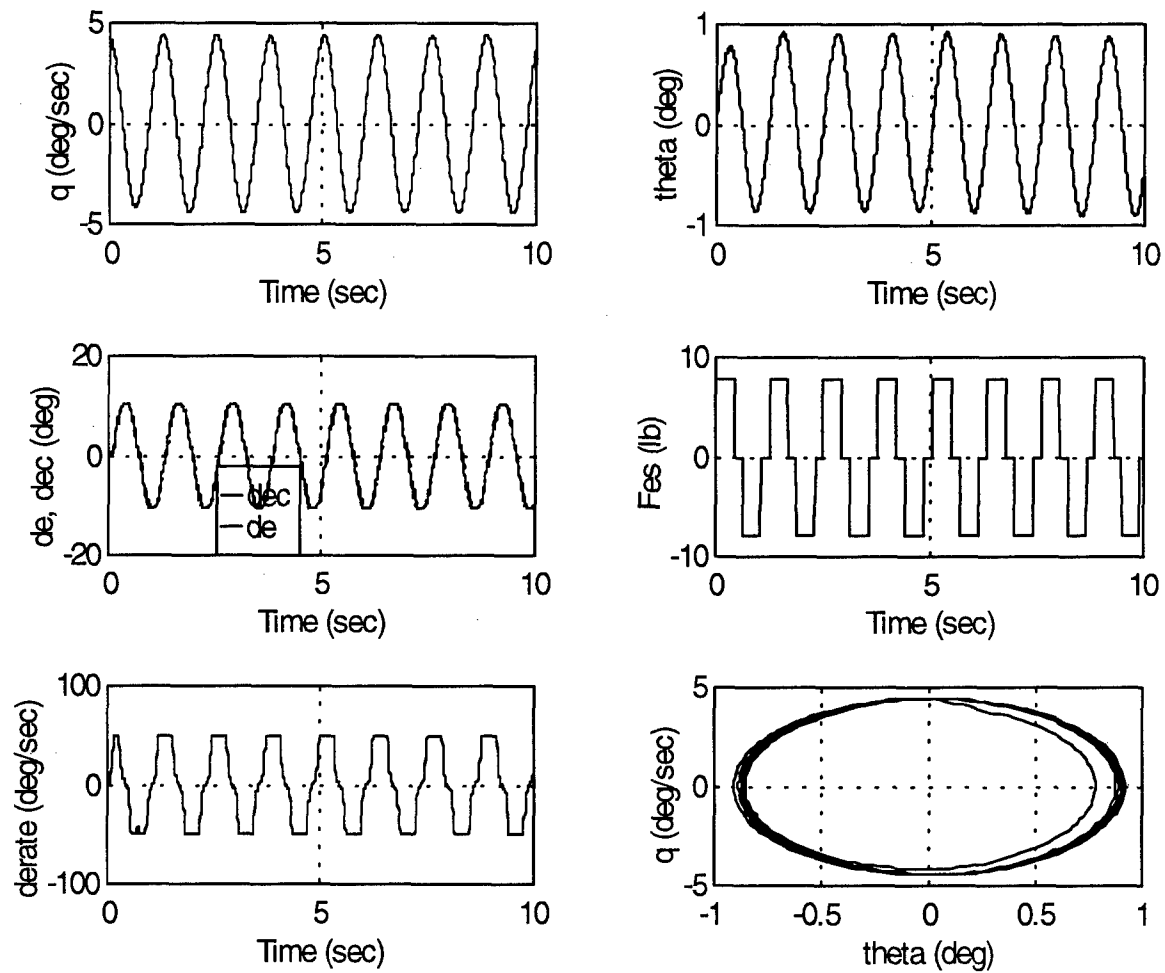 5
0
-5
q (deg/sec)
0
5
10
Time (sec)
1
0
-1
theta (deg)
0
5
10
Time (sec)
20
0
-20
de, dec (deg)
dec
de
0
5
10
Time (sec)
10
0
-10
Fes (lb)
0
5
10
Time (sec)
100
0
-100
derate (deg/sec)
0
5
10
Time (sec)
5
0
-5
q (deg/sec)
-1
-0.5
0
0.5
1
theta (deg)